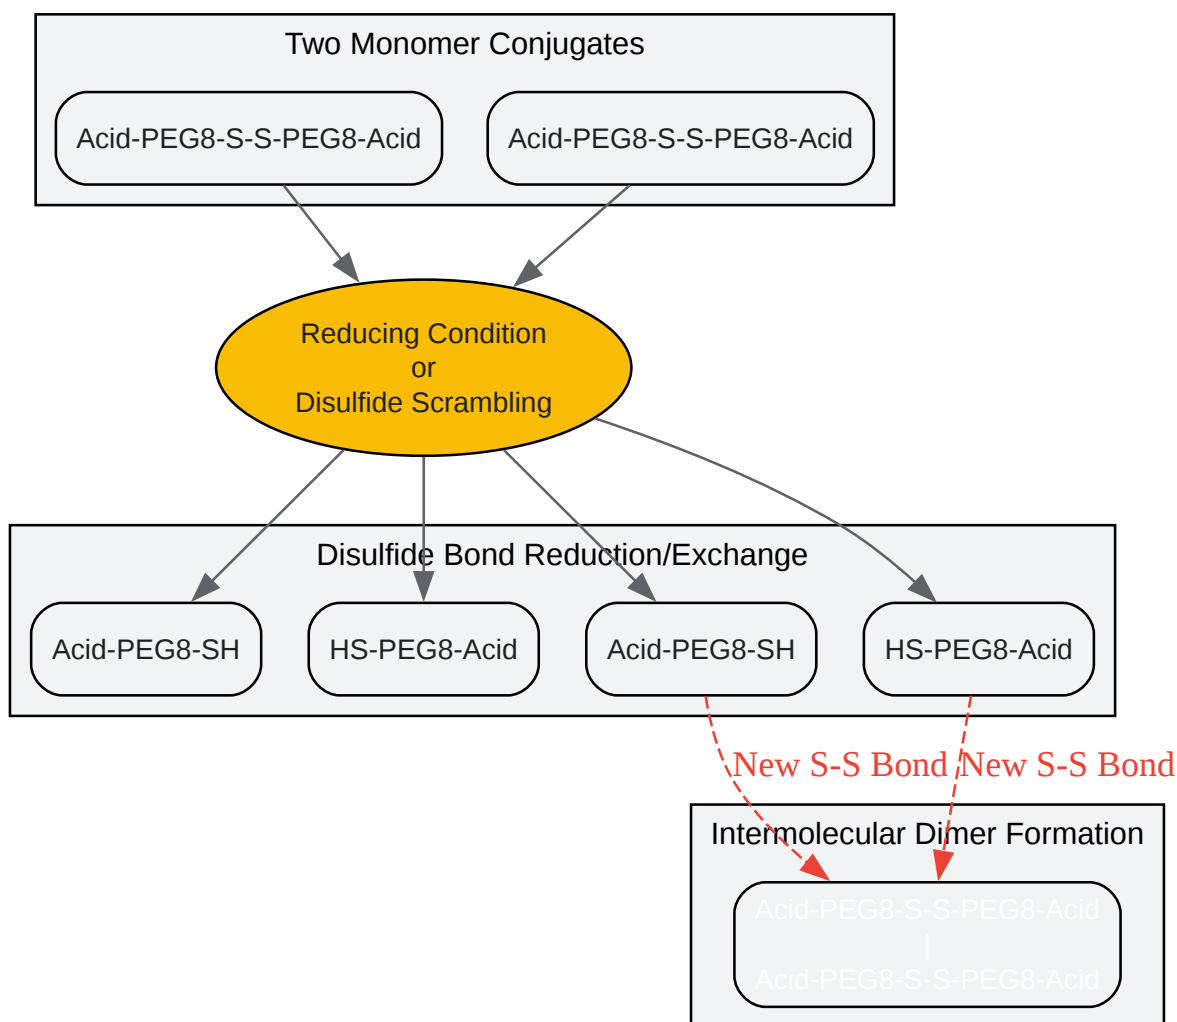 Two Monomer Conjugates
Acid-PEG8-S-S-PEG8-Acid
Acid-PEG8-S-S-PEG8-Acid
Reducing Condition
or
Disulfide Scrambling
Disulfide Bond Reduction/Exchange
Acid-PEG8-SH
HS-PEG8-Acid
Acid-PEG8-SH
HS-PEG8-Acid
New S-S Bond
New S-S Bond
Intermolecular Dimer Formation
Acid-PEG8-S-S-PEG8-Acid
|
Acid-PEG8-S-S-PEG8-Acid